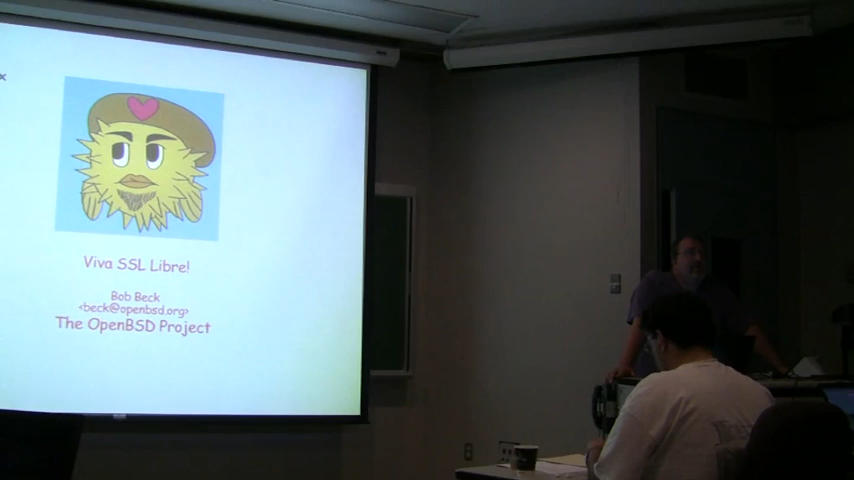 x
Viva SSL Libre!
Bob Beck
<beck@openbsd.org>
The OpenBSD Project